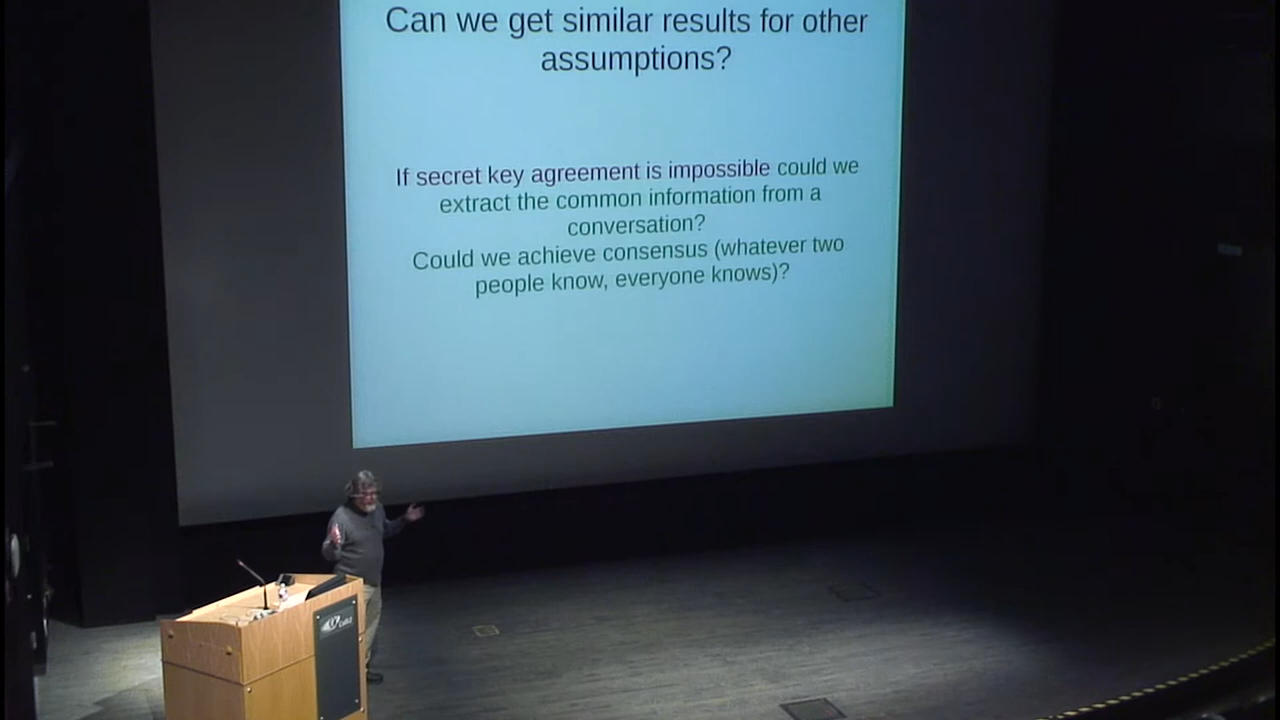 Can we get similar results for other
assumptions?
If secret key agreement is impossible could we
extract the common information from a
conversation?
Could we achieve consensus (whatever two
people know, everyone knows)?